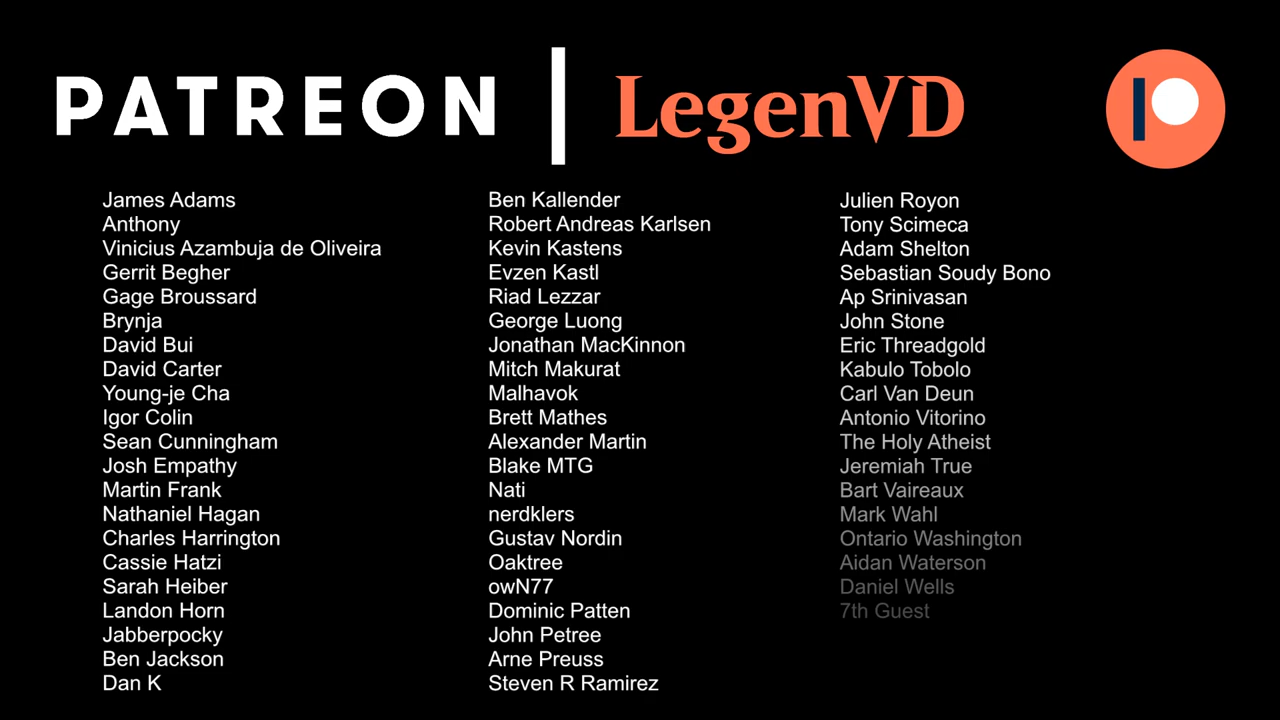 PATREON | LegenVD
James Adams
Anthony
Vinicius Azambuja de Oliveira
Gerrit Begher
Gage Broussard
Brynja
David Bui
David Carter
Young-je Cha
Igor Colin
Sean Cunningham
Josh Empathy
Martin Frank
Nathaniel Hagan
Charles Harrington
Cassie Hatzi
Sarah Heiber
Landon Horn
Jabberpocky
Ben Jackson
Dan K
Ben Kallender
Robert Andreas Karlsen
Kevin Kastens
Evzen Kastl
Riad Lezzar
George Luong
Jonathan MacKinnon
Mitch Makurat
Malhavok
Brett Mathes
Alexander Martin
Blake MTG
Nati
nerdklers
Gustav Nordin
Oaktree
owN77
Dominic Patten
John Petree
Arne Preuss
Steven R Ramirez
Julien Royon
Tony Scimeca
Adam Shelton
Sebastian Soudy Bono
Ap Srinivasan
John Stone
Eric Threadgold
Kabulo Tobolo
Carl Van Deun
Antonio Vitorino
The Holy Atheist
Jeremiah True
Bart Vaireaux
Mark Wahl
Ontario Washington
Aidan Waterson
Daniel Wells
7th Guest